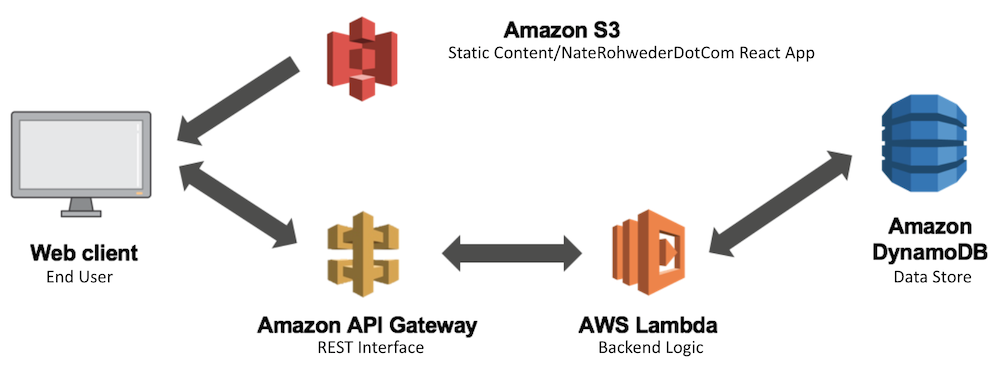 Amazon S3
Static Content/NateRohwederDotCom React App
Web client
End User
Amazon API Gateway
REST Interface
AWS Lambda
Backend Logic
Amazon
DynamoDB
Data Store